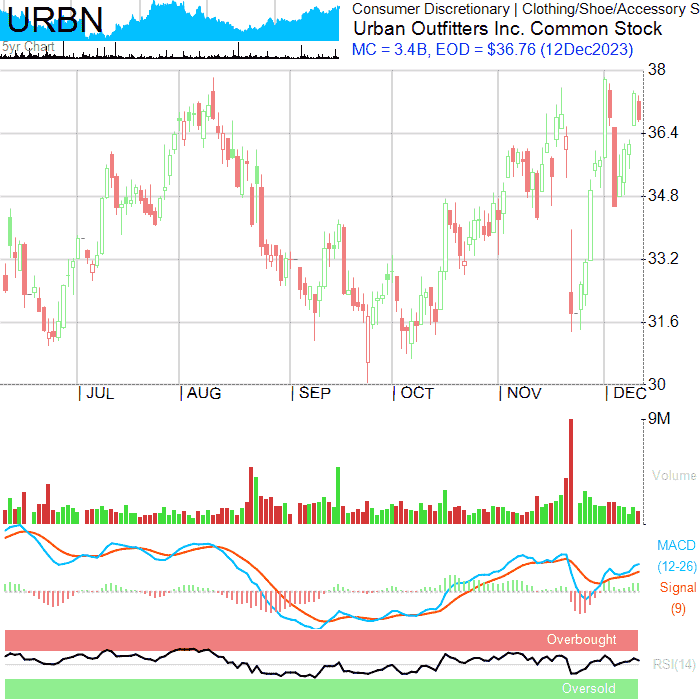 URBN
5yr Chart
Consumer Discretionary | Clothing/Shoe/Accessory S
Urban Outfitters Inc. Common Stock
MC = 3.4B, EOD = $36.76 (12Dec2023)
38
36.4
34.8
33.2
31.6
30
| JUL | AUG | SEP | OCT | NOV | DEC
9M
Volume
MACD
(12-26)
Signal
(9)
Overbought
RSI(14)
Oversold